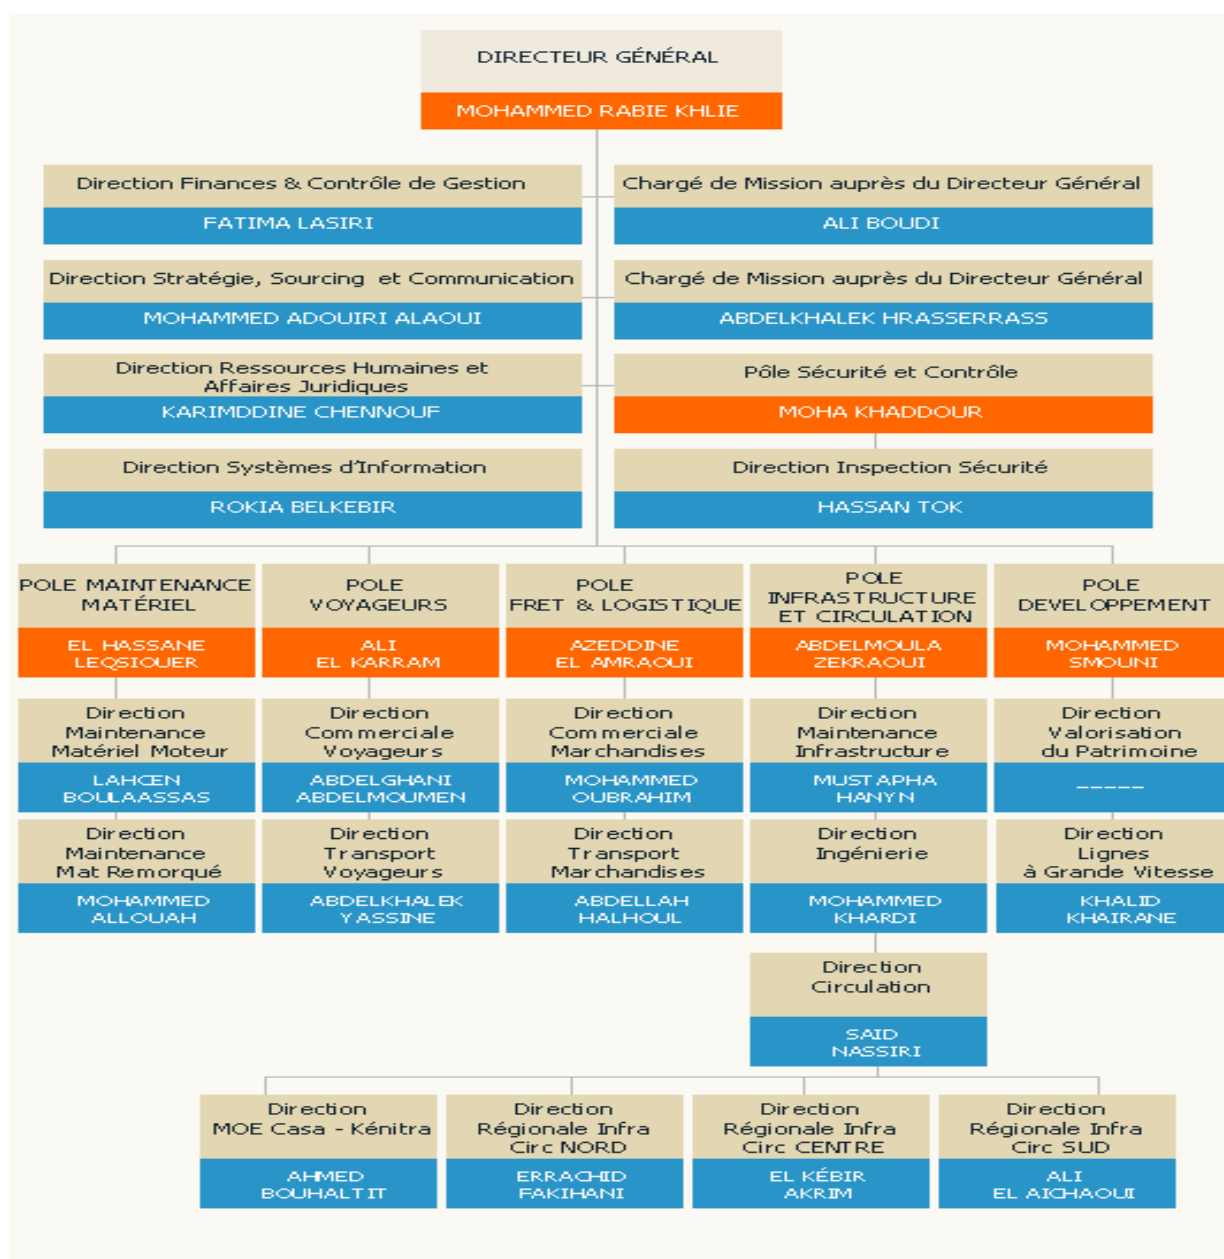 DIRECTEUR GÉNÉRAL
MOHAMMED RABIE KHLIE
Direction Finances & Contrôle de Gestion
FATIMA LASIRI
Chargé de Mission auprès du Directeur Général
ALI BOUDI
Direction Stratégie, Sourcing et Communication
MOHAMMED ADOUIRI ALAOUI
Chargé de Mission auprès du Directeur Général
ABDELKHALEK HRASSERRASS
Direction Ressources Humaines et
Affaires Juridiques
KARIMDDINE CHENNOUF
Pôle Sécurité et Contrôle
MOHA KHADDOUR
Direction Systèmes d'Information
ROKIA BELKEBIR
Direction Inspection Sécurité
HASSAN TOK
POLE MAINTENANCE
MATÉRIEL
EL HASSANE
LEQSIOUER
POLE
VOYAGEURS
ALI
EL KARRAM
POLE
FRET & LOGISTIQUE
AZEDDINE
EL AMRAOUI
POLE
INFRASTRUCTURE
ET CIRCULATION
ABDELMOULA
ZEKRAOUI
POLE
DEVELOPPEMENT
MOHAMMED
SMOUNI
Direction
Maintenance
Matériel Moteur
LAHCEN
BOULAASSAS
Direction
Commerciale
Voyageurs
ABDELGHANI
ABDELMOUMEN
Direction
Commerciale
Marchandises
MOHAMMED
OUBRAHIM
Direction
Maintenance
Infrastructure
MUSTAPHA
HANYN
Direction
Valorisation
du Patrimoine
-----
Direction
Maintenance
Mat Remorqué
MOHAMMED
ALLOUAH
Direction
Transport
Voyageurs
ABDELKHALEK
YASSINE
Direction
Transport
Marchandises
ABDELLAH
HALHOUL
Direction
Ingénierie
MOHAMMED
KHARDI
Direction
Lignes
à Grande Vitesse
KHALID
KHAIRANE
Direction
Circulation
SAID
NASSIRI
Direction
MOE Casa - Kénitra
AHMED
BOUHALTIT
Direction
Régionale Infra
Circ NORD
ERRACHID
FAKIHANI
Direction
Régionale Infra
Circ CENTRE
EL KÉBIR
AKRIM
Direction
Régionale Infra
Circ SUD
ALI
EL AICHAOUI